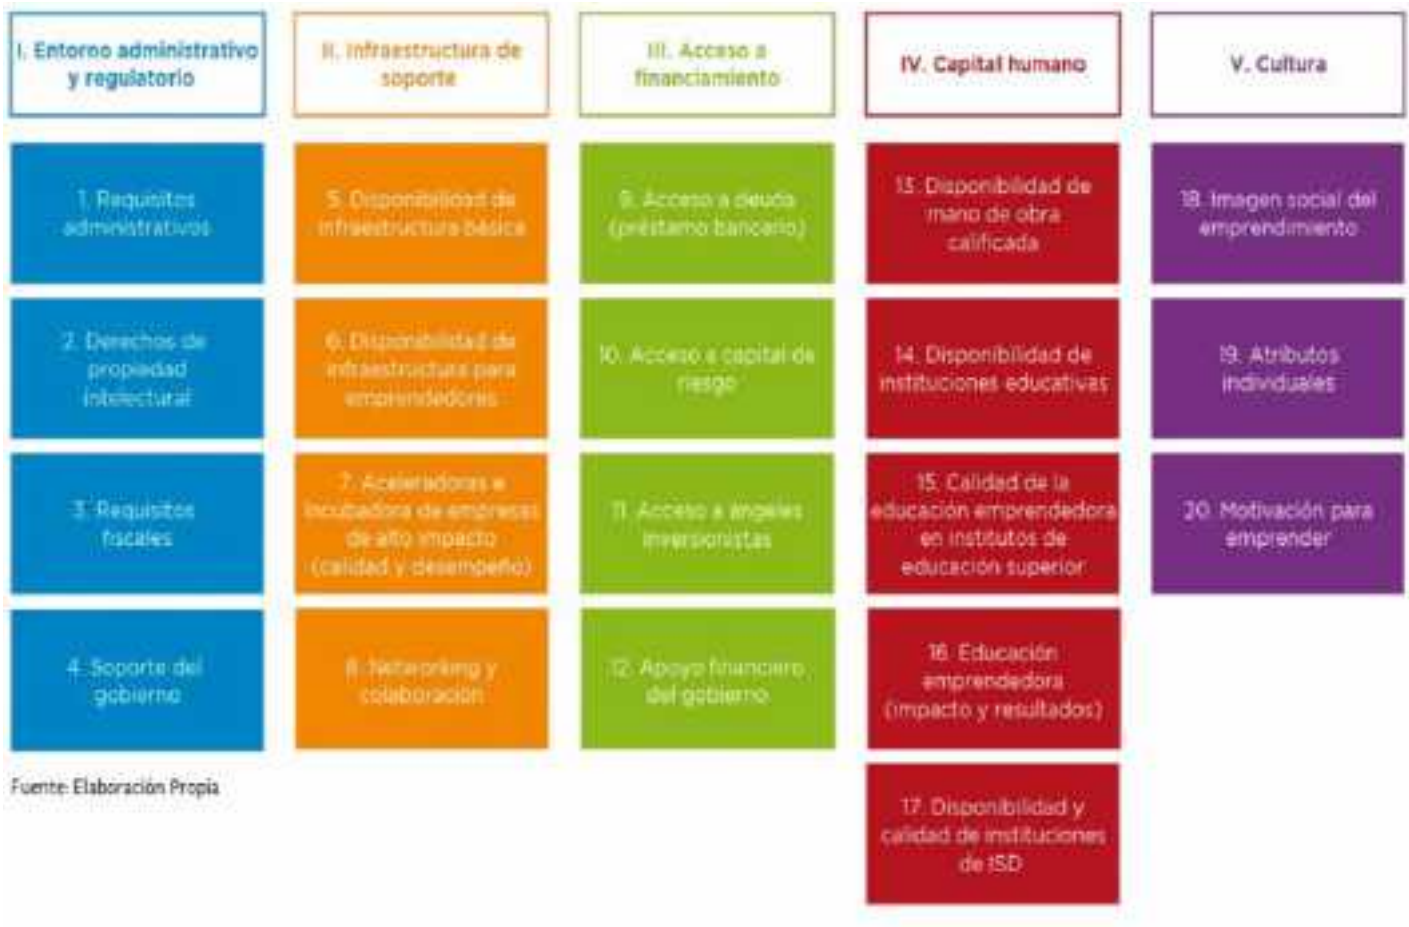 I. Entorno administrativo
y regulatorio
1. Requisitos
administrativos
2. Derechos de
propiedad
intelectural
3. Requisitos
fiscales
4. Soporte del
gobierno
II. Infraestructura de
soporte
5. Disponibilidad de
infraestructura básica
6. Disponibilidad de
infraestructura para
emprendedores
7. Aceleradoras e
incubadora de empresas
de alto impacto
(calidad y desempeño)
8. Networking y
colaboración
III. Acceso a
financiamiento
9. Acceso a deuda
(préstamo bancario)
10. Acceso a capital de
riesgo
11. Acceso a ángeles
inversionistas
12. Apoyo financiero
del gobierno
IV. Capital humano
13. Disponibilidad de
mano de obra
calificada
14. Disponibilidad de
instituciones educativas
15. Calidad de la
educación emprendedora
en institutos de
educación superior
16. Educación
emprendedora
(impacto y resultados)
17. Disponibilidad y
calidad de instituciones
de ISD
V. Cultura
18. Imagen social del
emprendimiento
19. Atributos
individuales
20. Motivación para
emprender
Fuente: Elaboración Propia